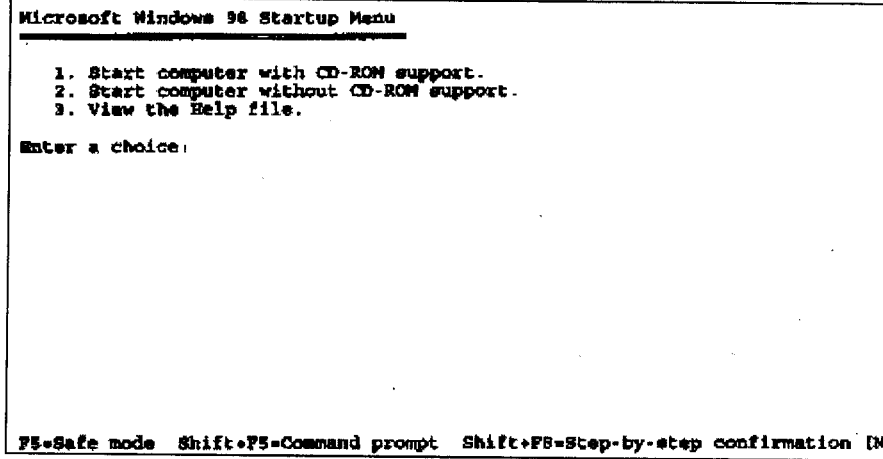 Microsoft Windows 98 Startup Menu
1. Start computer with CD-ROM support.
2. Start computer without CD-ROM support.
3. View the Help file.
Enter a choice:
F5=Safe mode Shift+F5=Command prompt Shift+F8=Step-by-step confirmation [N